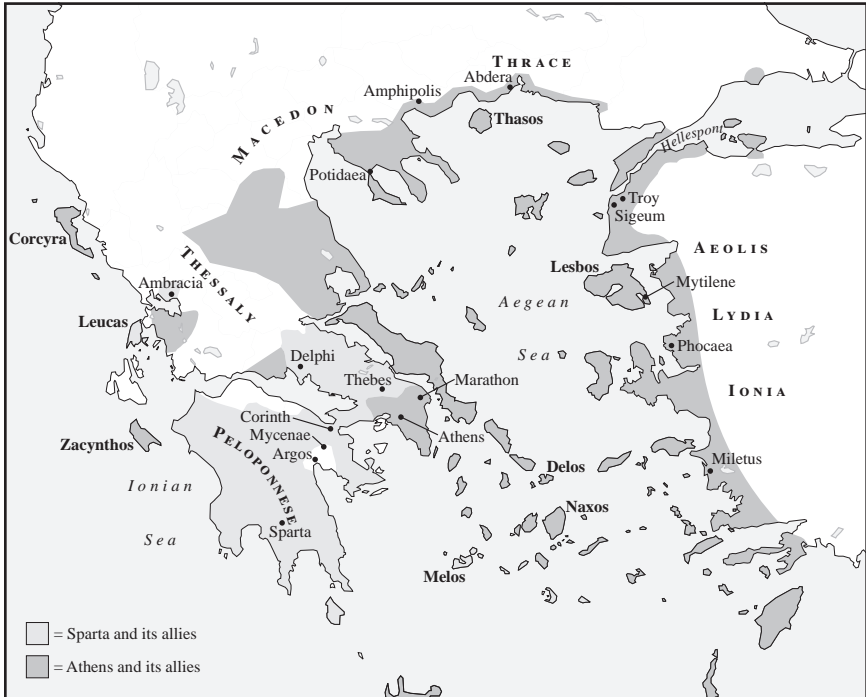 THRACE
Abdera
Amphipolis
Thasos
MACEDON
Hellespont
Potidaea
Troy
Sigeum
Corcyra
THESSALY
AEOLIS
Lesbos
Ambracia
Mytilene
Aegean
Leucas
LYDIA
Sea
Phocaea
Delphi
Thebes
Marathon
IONIA
Corinth
Mycenae
Athens
Zacynthos
PELOPONNESE
Argos
Miletus
Delos
Ionian
Naxos
Sparta
Sea
Melos
= Sparta and its allies
= Athens and its allies